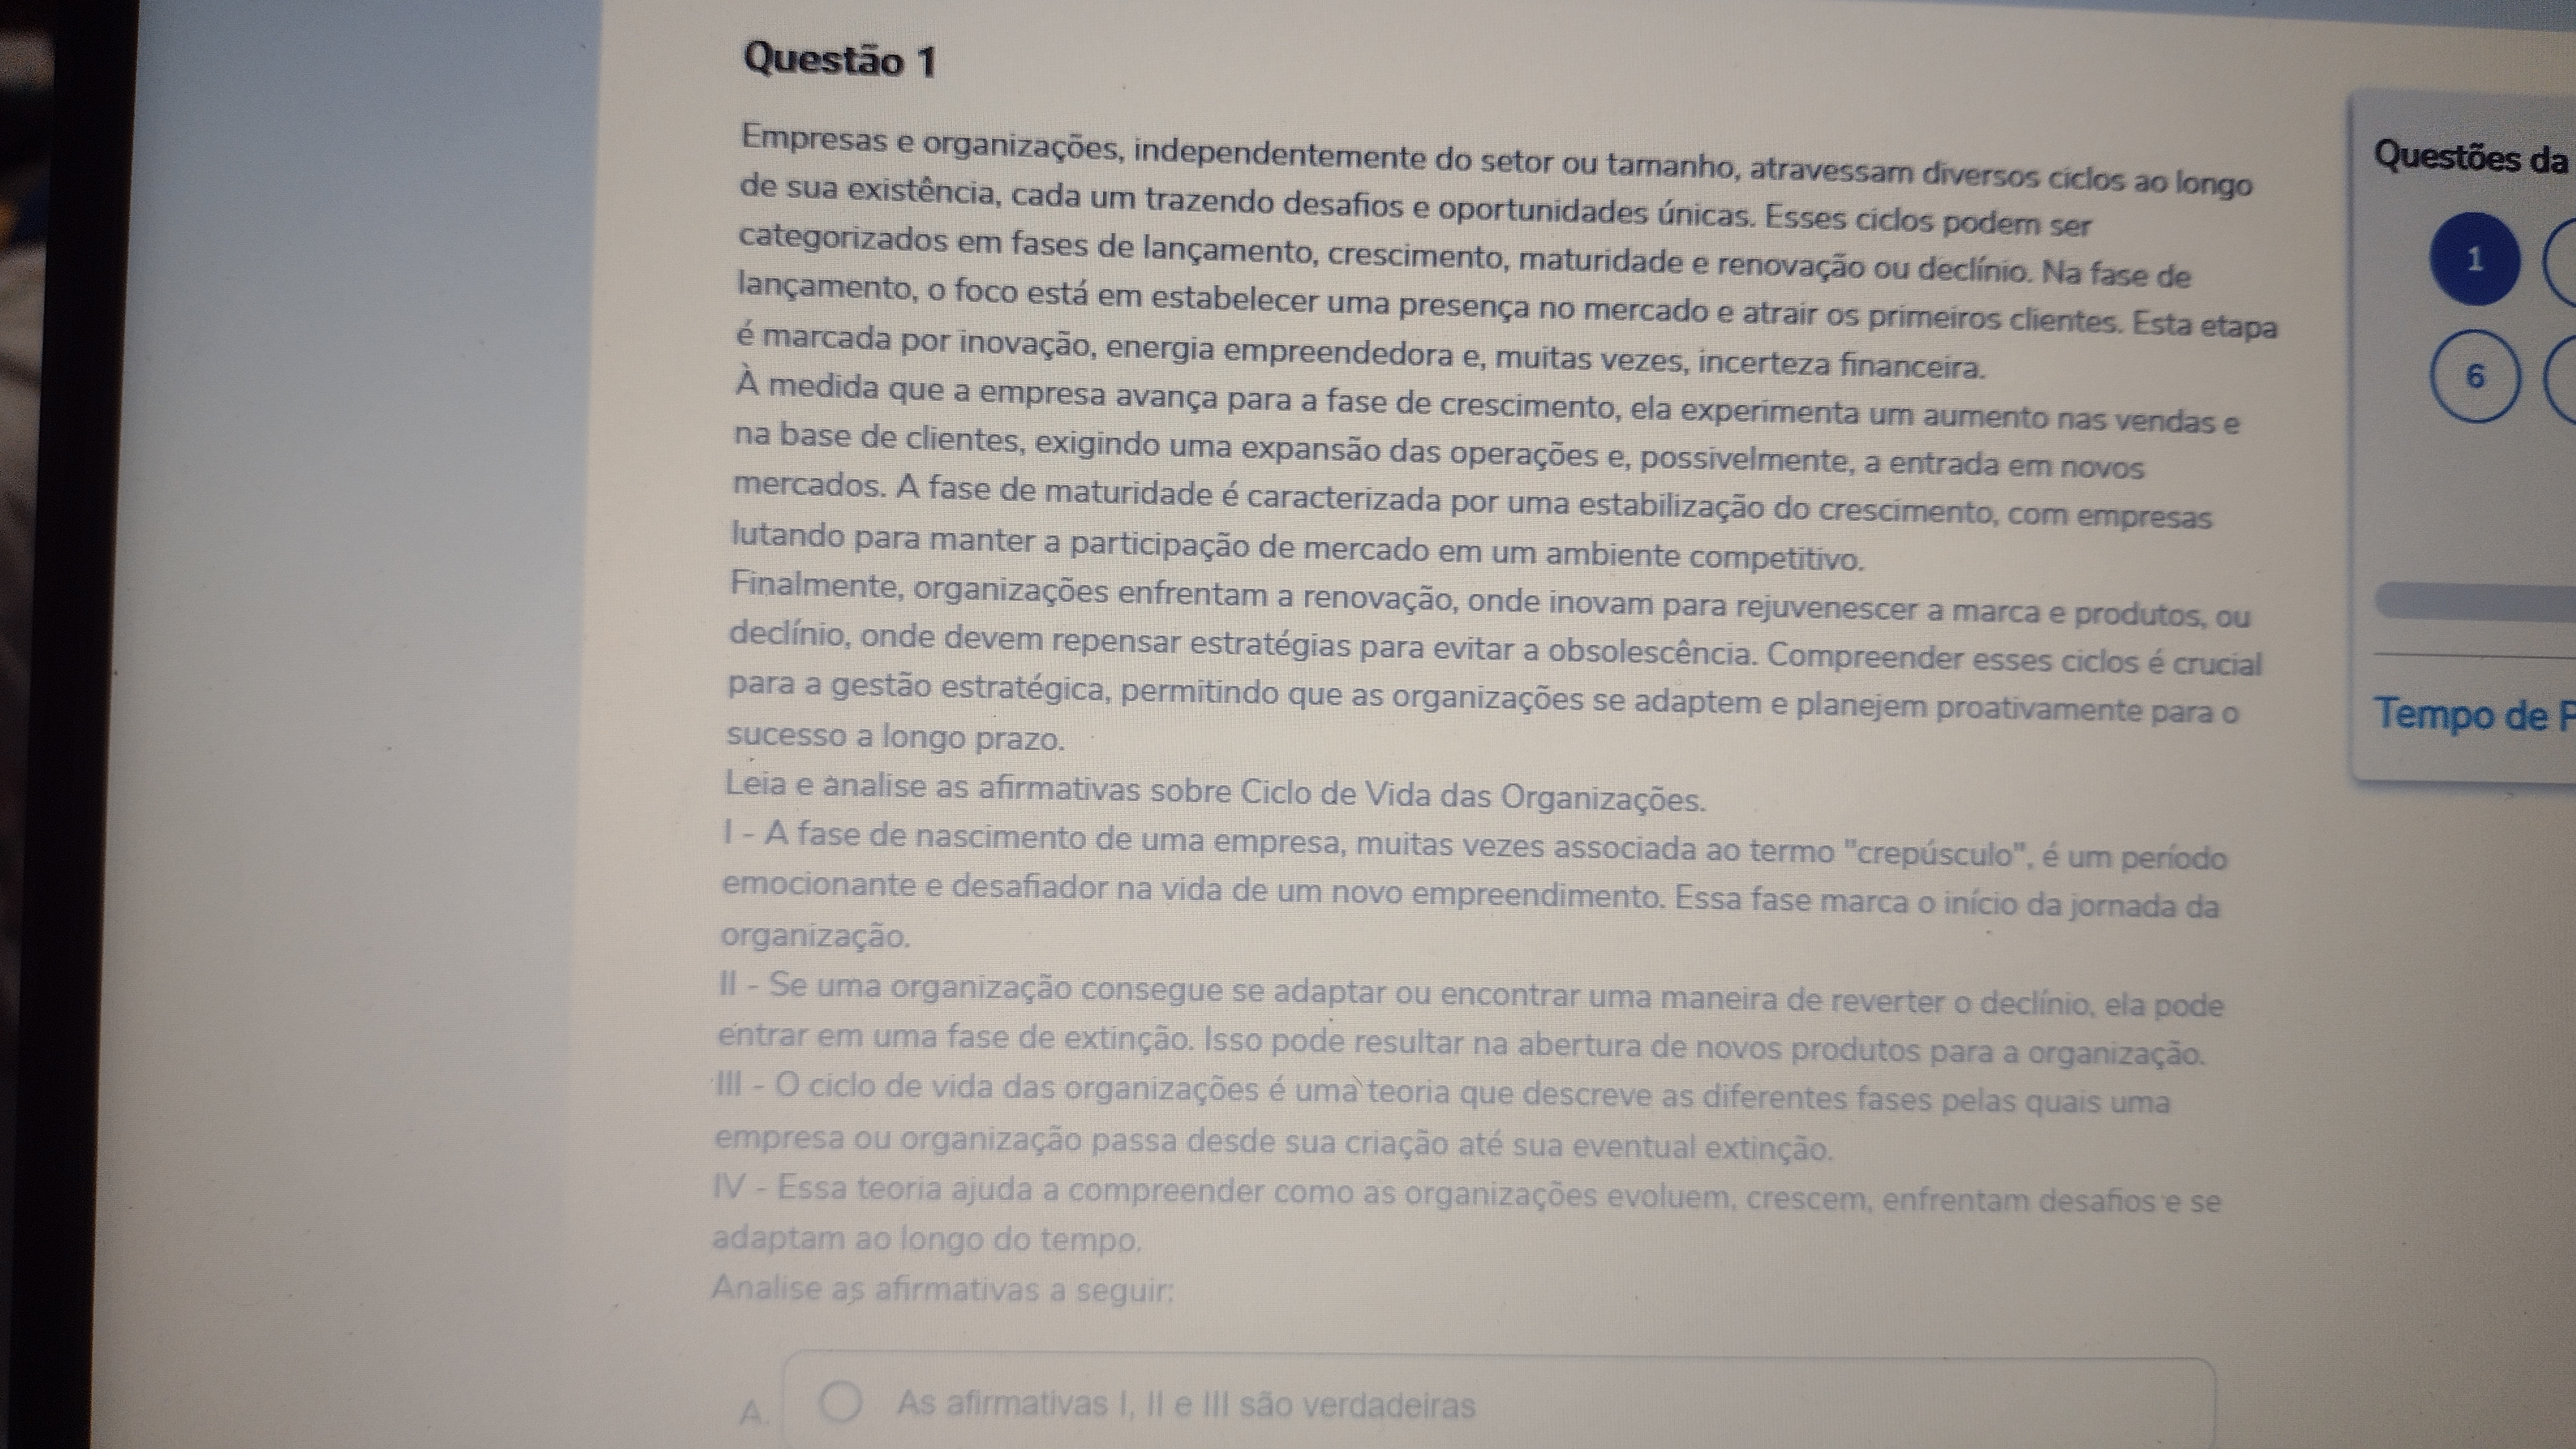 Questão 1
Empresas e organizações, independentemente do setor ou tamanho, atravessam diversos ciclos ao longo
de sua existência, cada um trazendo desafios e oportunidades únicas. Esses ciclos podem ser
categorizados em fases de lançamento, crescimento, maturidade e renovação ou declínio. Na fase de
lançamento, o foco está em estabelecer uma presença no mercado e atrair os primeiros clientes. Esta etapa
é marcada por inovação, energia empreendedora e, muitas vezes, incerteza financeira.
À medida que a empresa avança para a fase de crescimento, ela experimenta um aumento nas vendas e
na base de clientes, exigindo uma expansão das operações e, possivelmente, a entrada em novos
mercados. A fase de maturidade é caracterizada por uma estabilização do crescimento, com empresas
lutando para manter a participação de mercado em um ambiente competitivo.
Finalmente, organizações enfrentam a renovação, onde inovam para rejuvenescer a marca e produtos, ou
declínio, onde devem repensar estratégias para evitar a obsolescência. Compreender esses ciclos é crucial
para a gestão estratégica, permitindo que as organizações se adaptem e planejem proativamente para o
sucesso a longo prazo.
Leia e analise as afirmativas sobre Ciclo de Vida das Organizações.
I - A fase de nascimento de uma empresa, muitas vezes associada ao termo "crepúsculo", é um período
emocionante e desafiador na vida de um novo empreendimento. Essa fase marca o início da jornada da
organização.
II - Se uma organização consegue se adaptar ou encontrar uma maneira de reverter o declínio, ela pode
entrar em uma fase de extinção. Isso pode resultar na abertura de novos produtos para a organização.
III - O ciclo de vida das organizações é uma teoria que descreve as diferentes fases pelas quais uma
empresa ou organização passa desde sua criação até sua eventual extinção.
IV - Essa teoria ajuda a compreender como as organizações evoluem, crescem, enfrentam desafios e se
adaptam ao longo do tempo.
Analise as afirmativas a seguir:
A. As afirmativas I, II e III são verdadeiras
Questões da
1
6
Tempo de